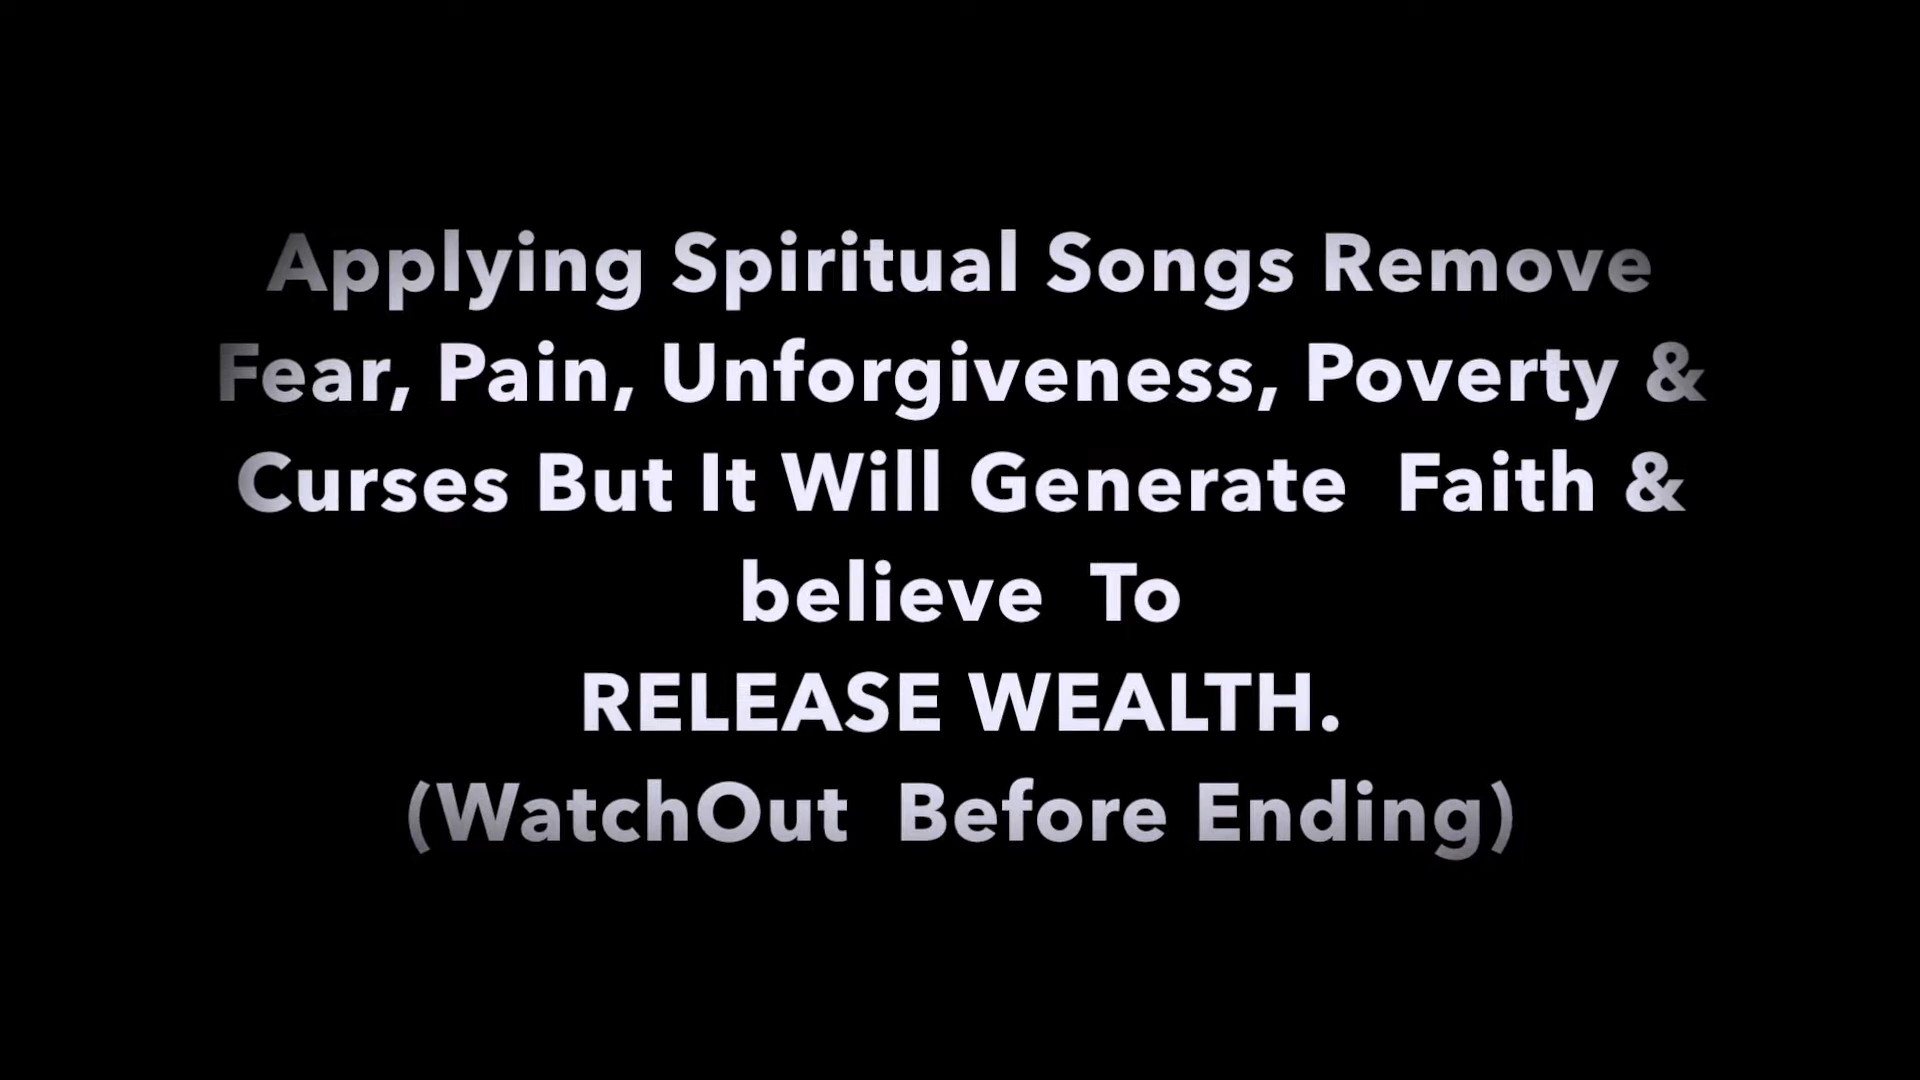 Applying Spiritual Songs Remove
Fear, Pain, Unforgiveness, Poverty &
Curses But It Will Generate  Faith &
believe  To
RELEASE WEALTH.
(WatchOut  Before Ending)